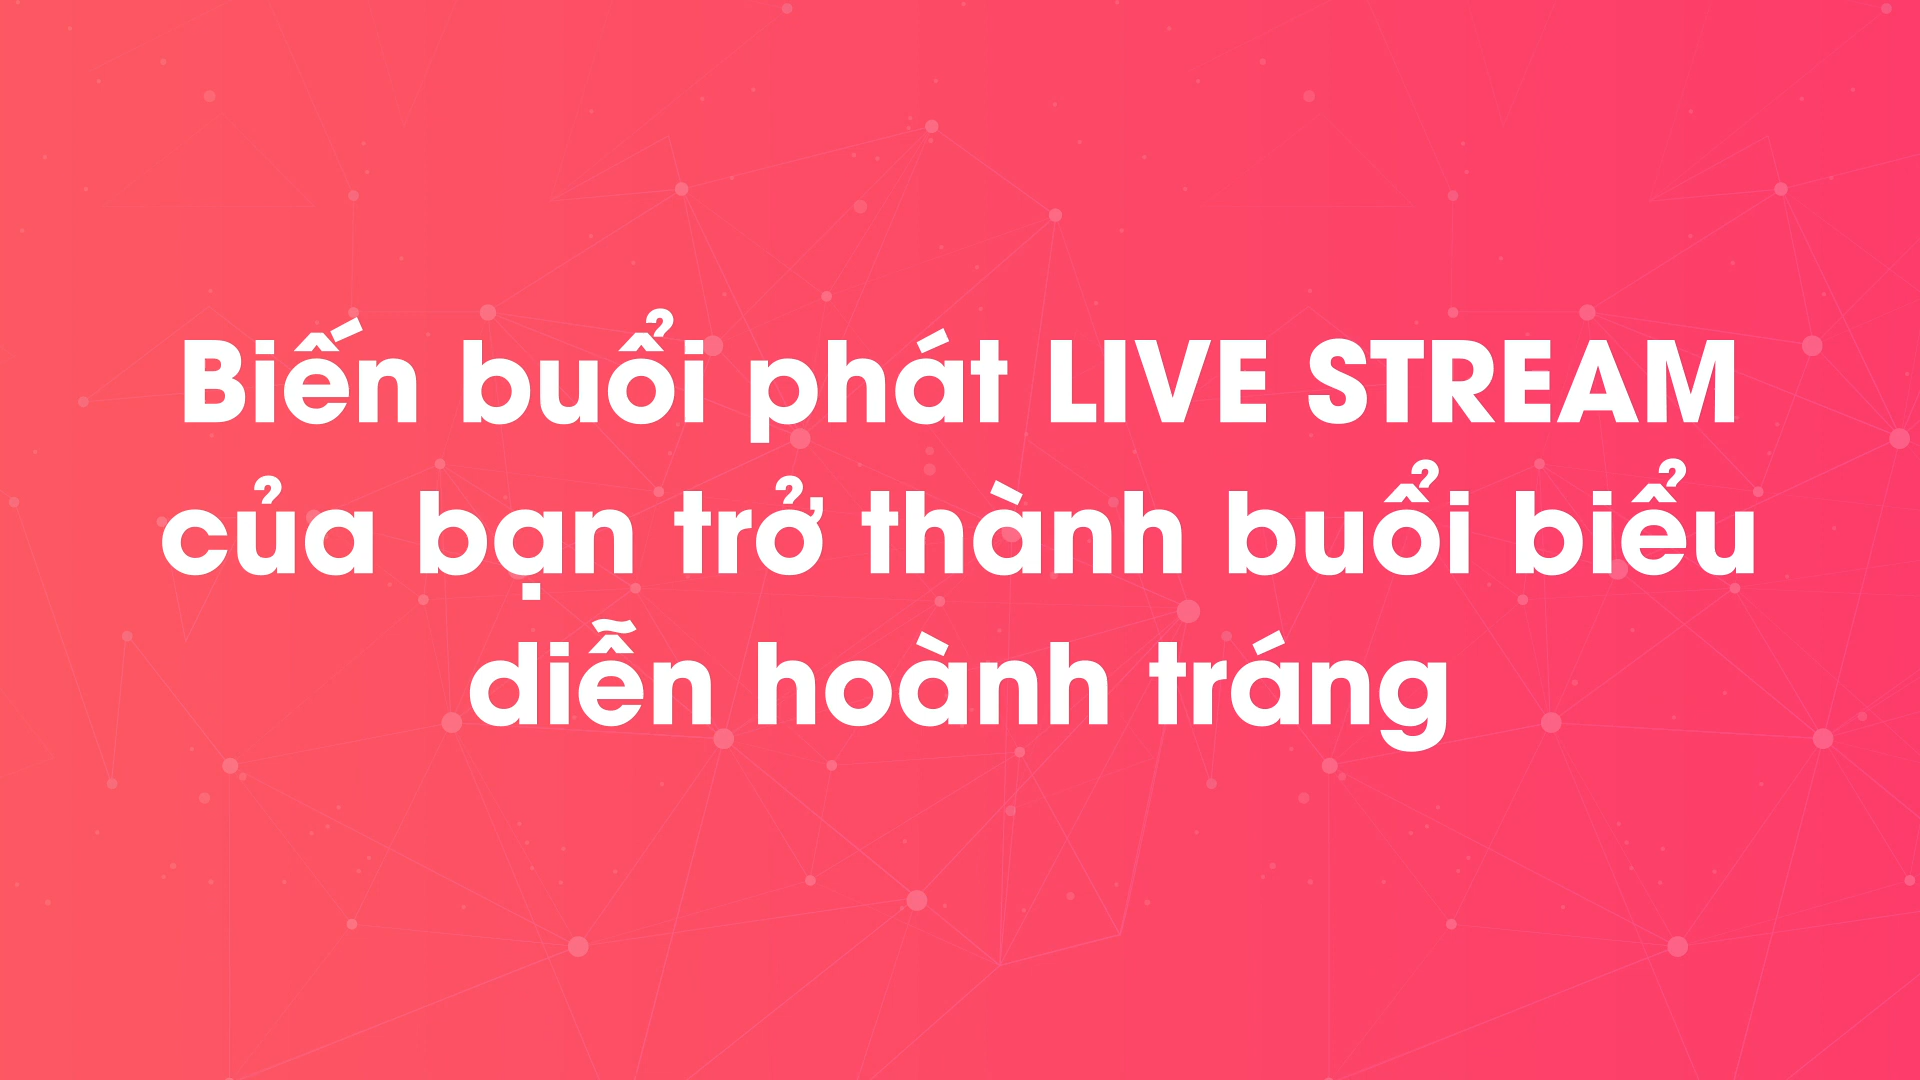 Biến buổi phát LIVE STREAM
của bạn trở thành buổi biểu
diễn hoành tráng